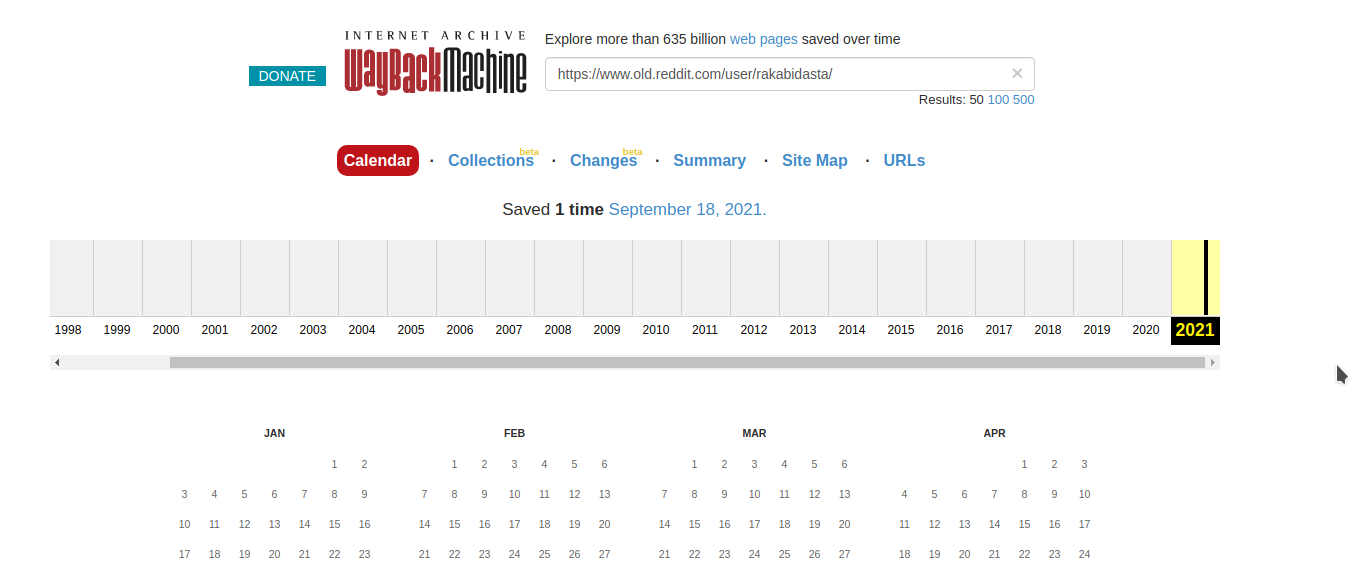 INTERNET ARCHIVE
WayBackMachine
DONATE
Explore more than 635 billion web pages saved over time
https://www.old.reddit.com/user/rakabidasta/ ×
Results: 50 100 500
Calendar · Collections beta · Changes beta · Summary · Site Map · URLs
Saved 1 time September 18, 2021.
1998 1999 2000 2001 2002 2003 2004 2005 2006 2007 2008 2009 2010 2011 2012 2013 2014 2015 2016 2017 2018 2019 2020 2021
JAN FEB MAR APR
1 2 1 2 3 4 5 6 1 2 3 4 5 6 1 2 3
3 4 5 6 7 8 9 7 8 9 10 11 12 13 7 8 9 10 11 12 13 4 5 6 7 8 9 10
10 11 12 13 14 15 16 14 15 16 17 18 19 20 14 15 16 17 18 19 20 11 12 13 14 15 16 17
17 18 19 20 21 22 23 21 22 23 24 25 26 27 21 22 23 24 25 26 27 18 19 20 21 22 23 24